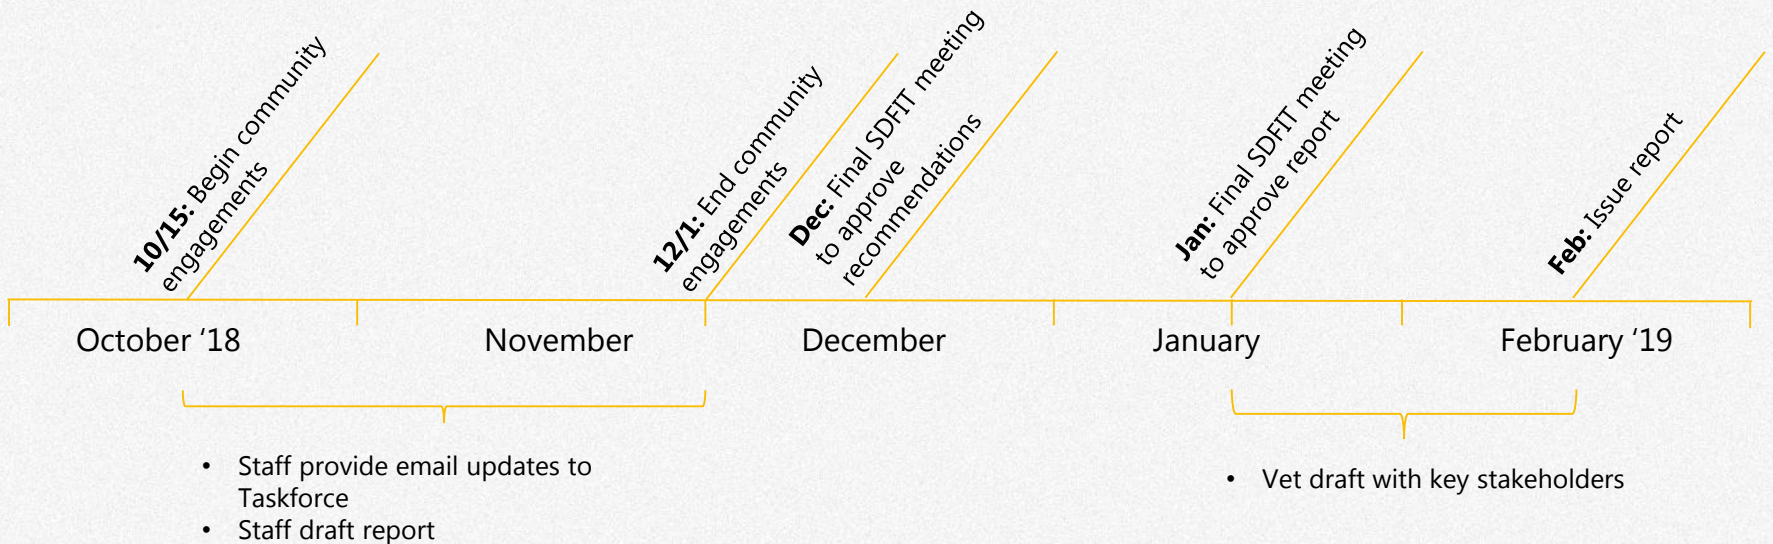 10/15: Begin community
engagements
12/1: End community
engagements
Dec: Final SDFIT meeting
to approve
recommendations
Jan: Final SDFIT meeting
to approve report
Feb: Issue report
October ‘18
November
December
January
February ‘19
• Staff provide email updates to
Taskforce
• Staff draft report
• Vet draft with key stakeholders